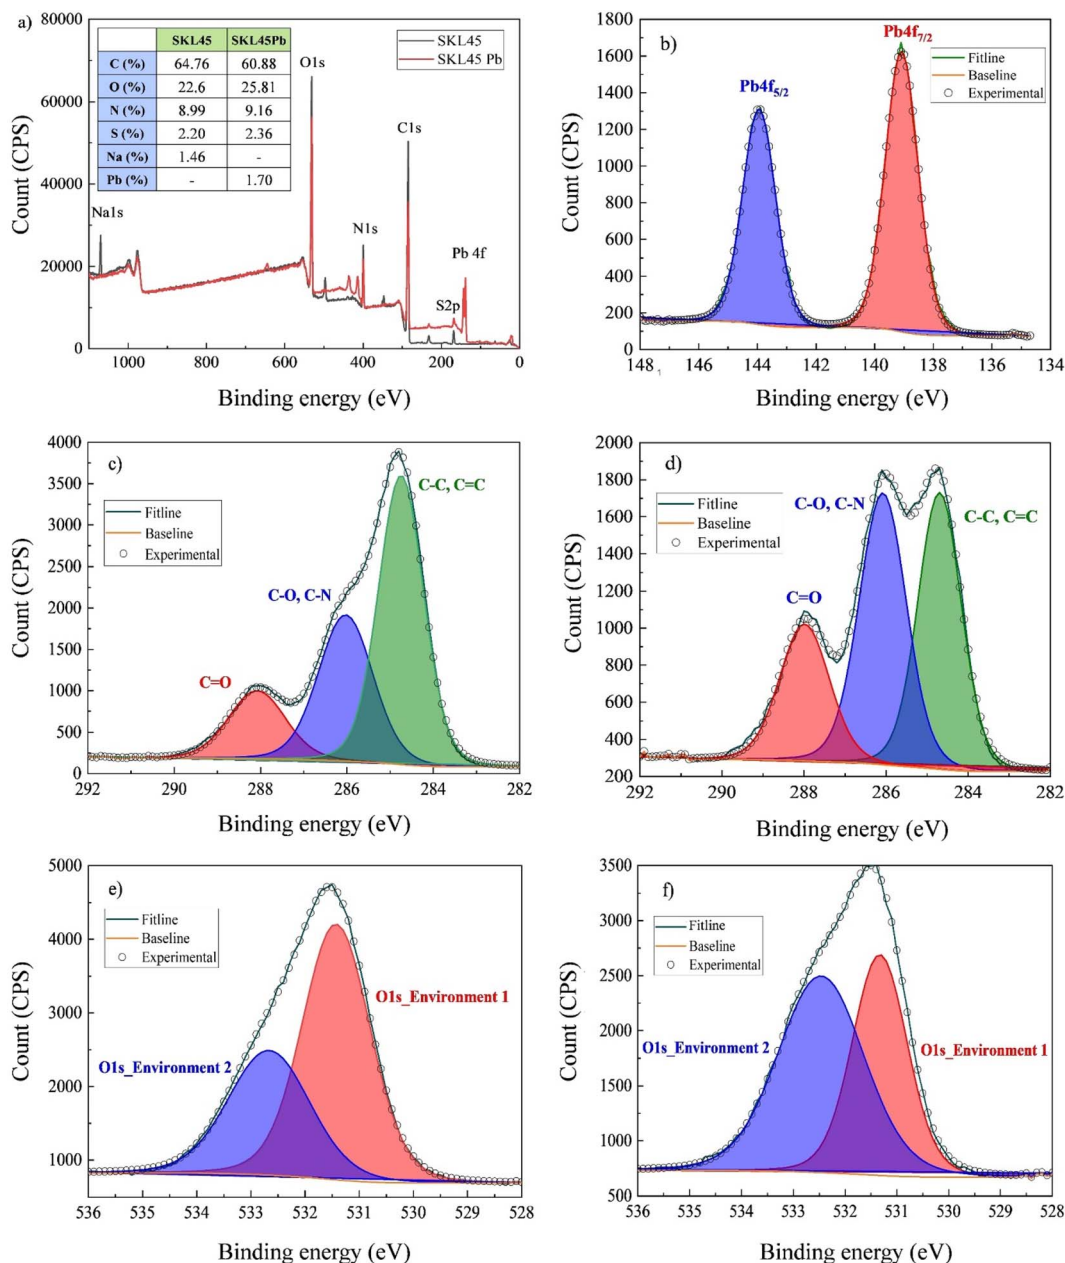 a)
SKL45 SKL45Pb
C (%) 64.76 60.88
O (%) 22.6 25.81
N (%) 8.99 9.16
S (%) 2.20 2.36
Na (%) 1.46 -
Pb (%) - 1.70
SKL45
SKL45 Pb
O1s
C1s
Na1s
N1s
Pb 4f
S2p
80000
60000
40000
20000
0
Count (CPS)
1000 800 600 400 200 0
Binding energy (eV)
b)
Pb4f7/2
Pb4f5/2
Fitline
Baseline
Experimental
1800
1600
1400
1200
1000
800
600
400
200
0
Count (CPS)
148 146 144 142 140 138 136 134
Binding energy (eV)
c)
Fitline
Baseline
Experimental
C-C, C=C
C-O, C-N
C=O
4000
3500
3000
2500
2000
1500
1000
500
0
Count (CPS)
292 290 288 286 284 282
Binding energy (eV)
d)
Fitline
Baseline
Experimental
C-O, C-N
C-C, C=C
C=O
2000
1800
1600
1400
1200
1000
800
600
400
200
Count (CPS)
292 290 288 286 284 282
Binding energy (eV)
e)
Fitline
Baseline
Experimental
O1s_Environment 1
O1s_Environment 2
5000
4000
3000
2000
1000
Count (CPS)
536 535 534 533 532 531 530 529 528
Binding energy (eV)
f)
Fitline
Baseline
Experimental
O1s_Environment 2
O1s_Environment 1
3500
3000
2500
2000
1500
1000
500
Count (CPS)
536 535 534 533 532 531 530 529 528
Binding energy (eV)